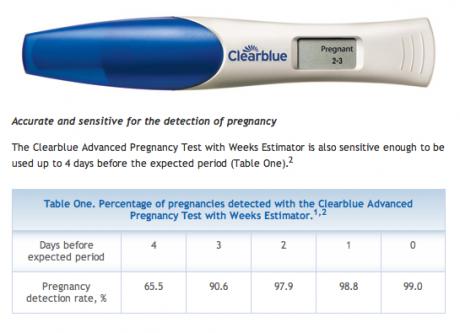 Clearblue
Pregnant
2-3
Accurate and sensitive for the detection of pregnancy
The Clearblue Advanced Pregnancy Test with Weeks Estimator is also sensitive enough to be
used up to 4 days before the expected period (Table One).2
Table One. Percentage of pregnancies detected with the Clearblue Advanced
Pregnancy Test with Weeks Estimator.1,2
Days before
expected period
4 3 2 1 0
Pregnancy
detection rate, %
65.5 90.6 97.9 98.8 99.0